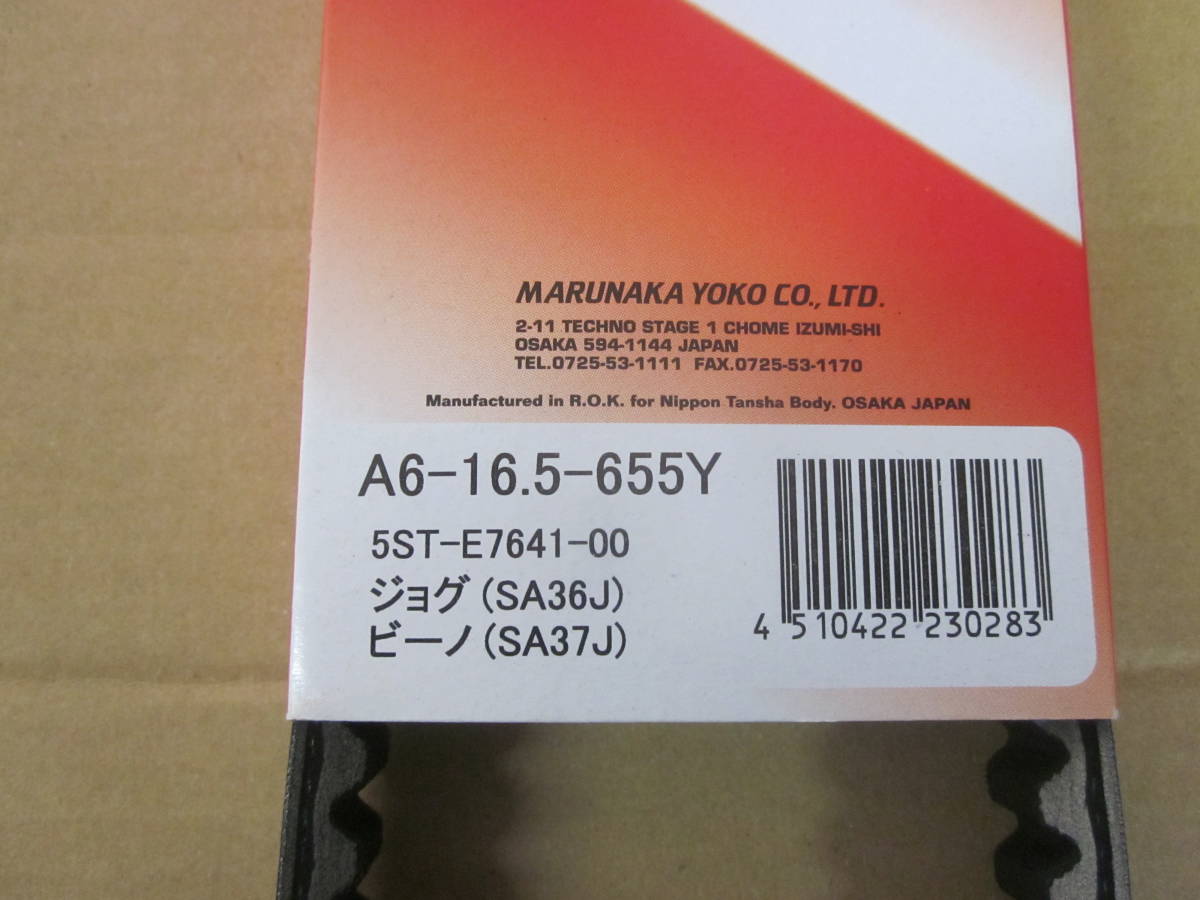 MARUNAKA YOKO CO., LTD.
2-11 TECHNO STAGE 1 CHOME IZUMI-SHI
OSAKA 594-1144 JAPAN
TEL.0725-53-1111 FAX.0725-53-1170
Manufactured in R.O.K. for Nippon Tansha Body. OSAKA JAPAN
A6-16.5-655Y
5ST-E7641-00
ジョグ(SA36J)
ビーノ(SA37J)
4 510422 230283